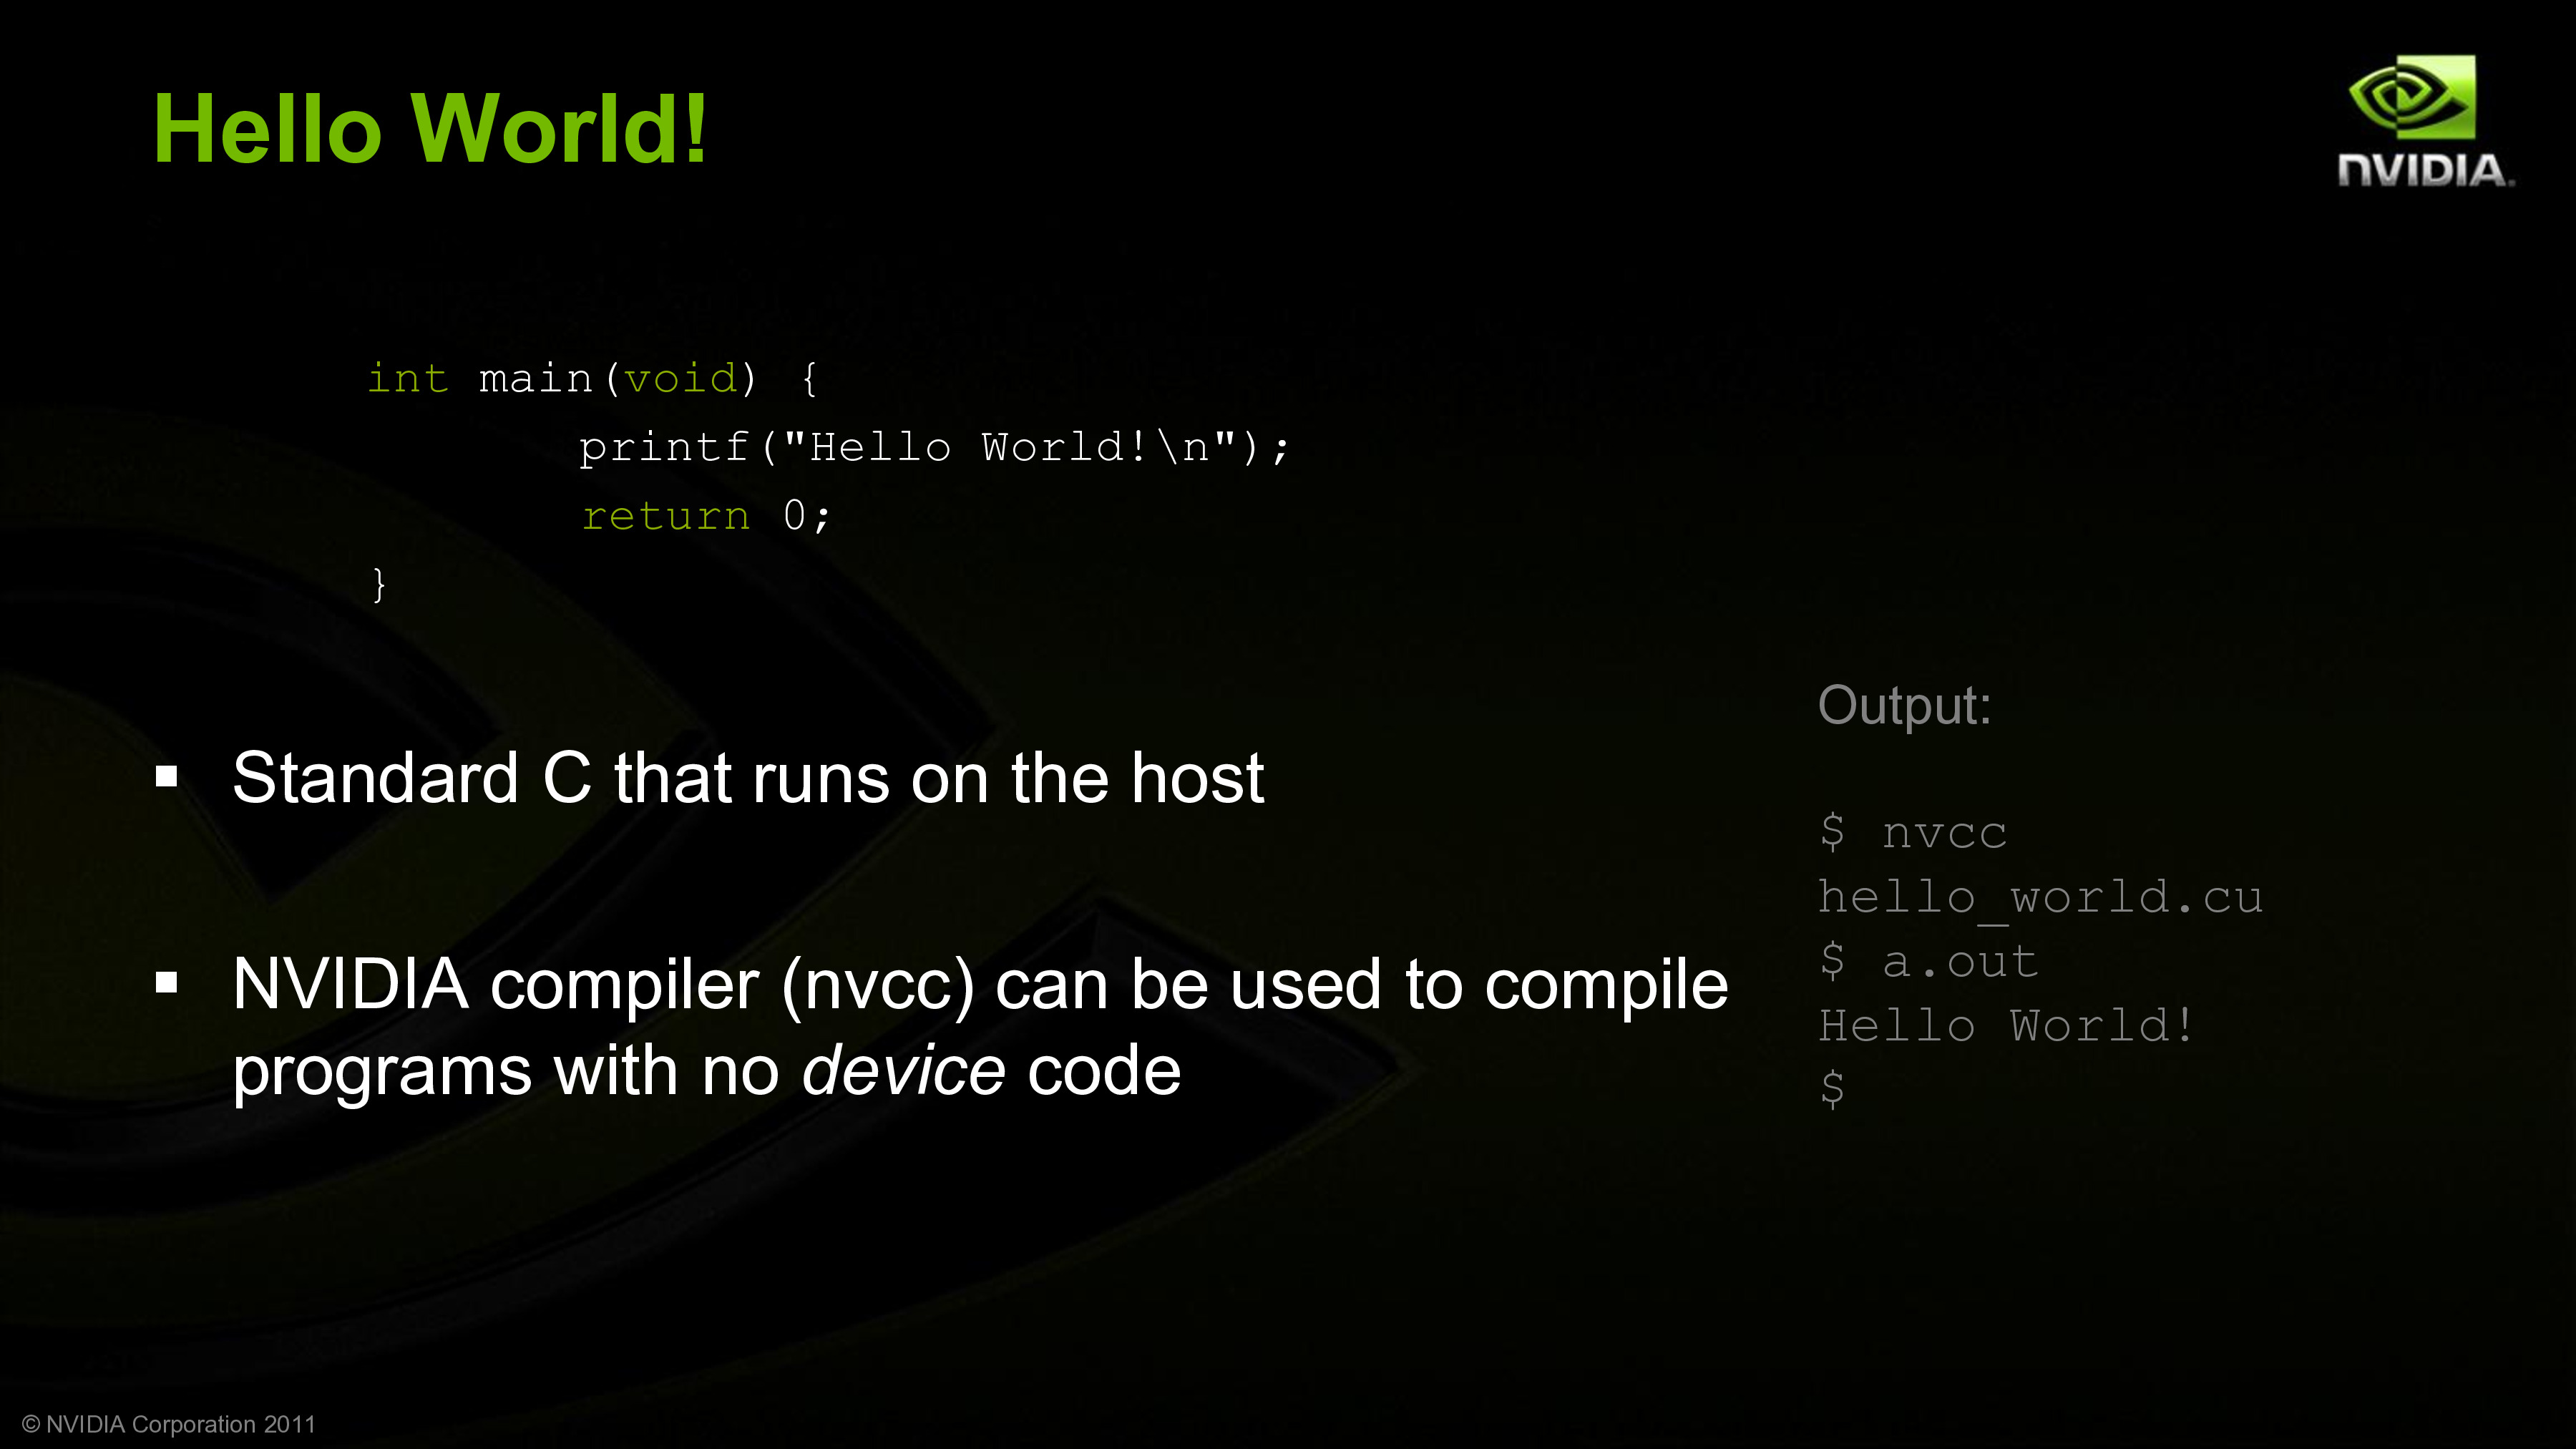 Hello World!
NVIDIA.
int main(void) {
printf("Hello World!\n");
return 0;
}
▪ Standard C that runs on the host
▪ NVIDIA compiler (nvcc) can be used to compile
programs with no device code
Output:
$ nvcc
hello_world.cu
$ a.out
Hello World!
$
© NVIDIA Corporation 2011